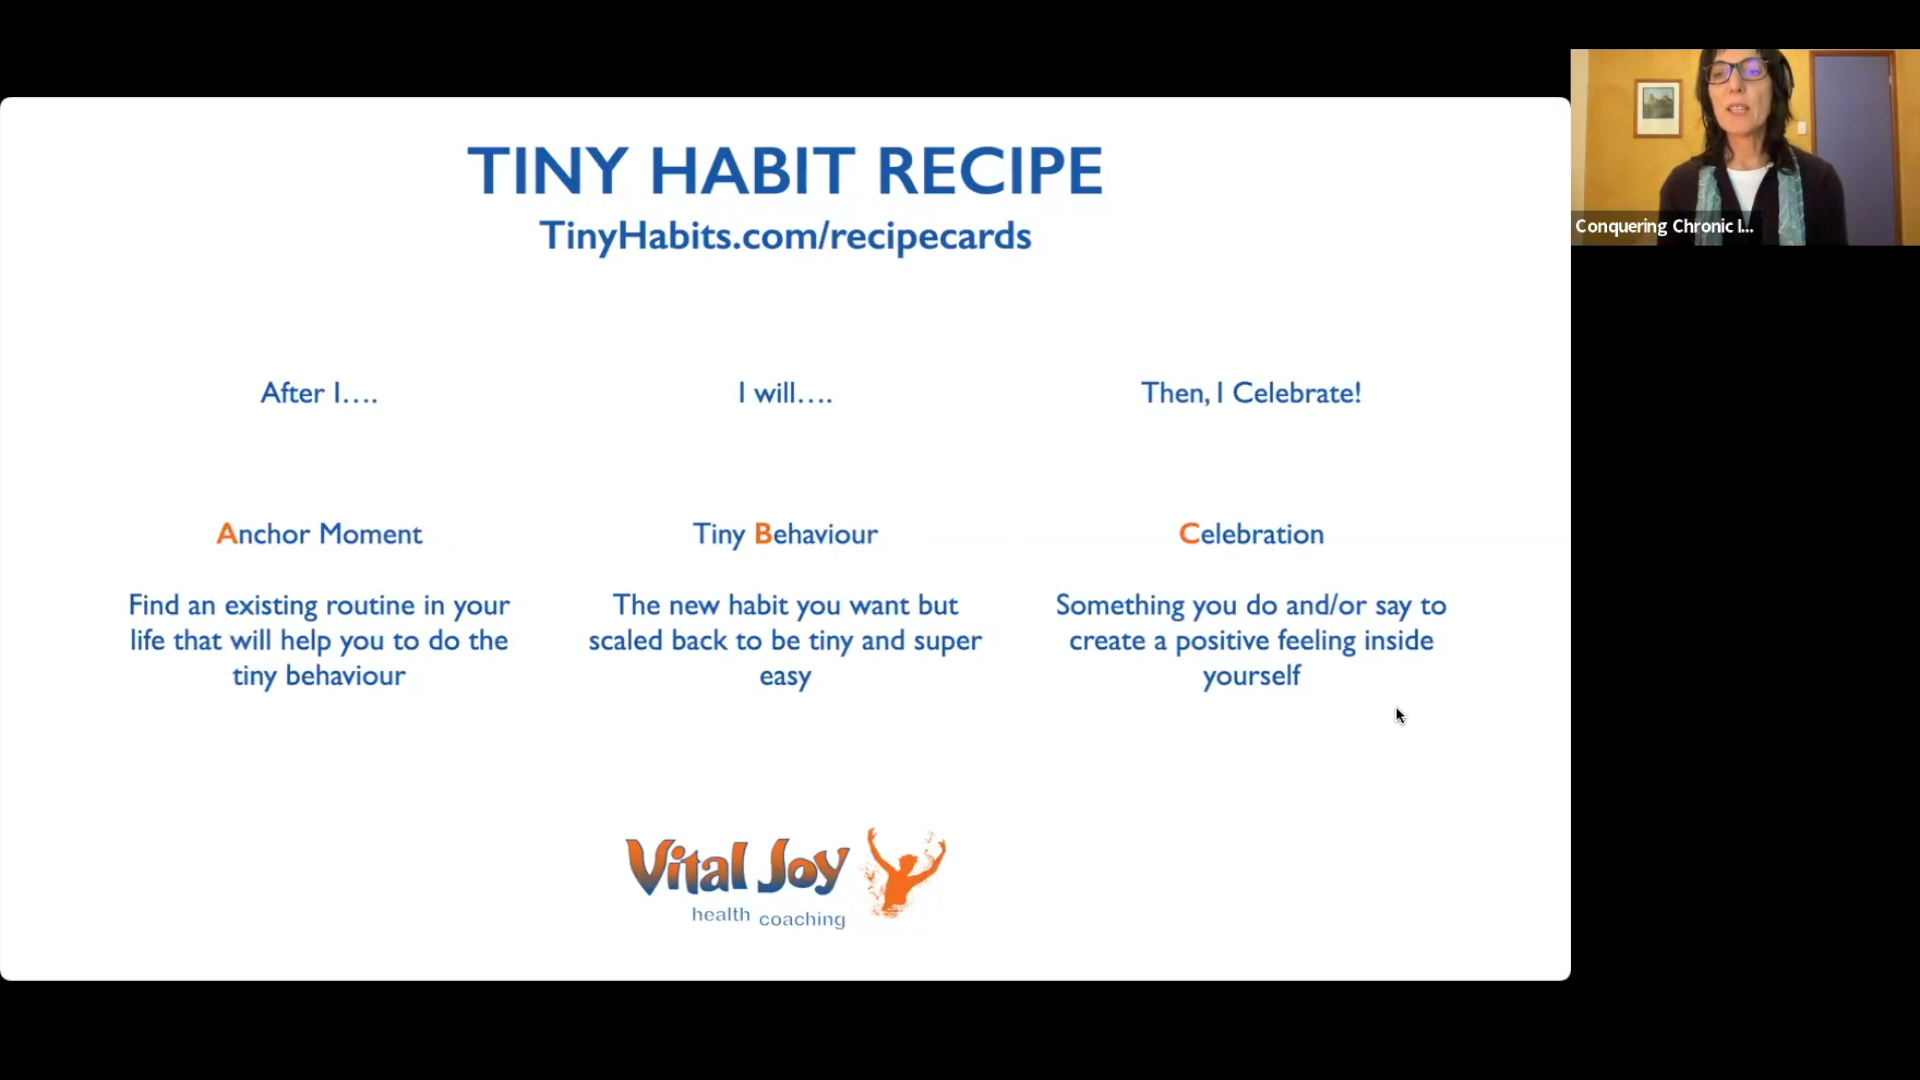 TINY HABIT RECIPE
TinyHabits.com/recipecards
After I....
I will....
Then, I Celebrate!
Anchor Moment
Find an existing routine in your
life that will help you to do the
tiny behaviour
Tiny Behaviour
The new habit you want but
scaled back to be tiny and super
easy
Celebration
Something you do and/or say to
create a positive feeling inside
yourself
Vital Joy
health coaching
Conquering Chronic I...